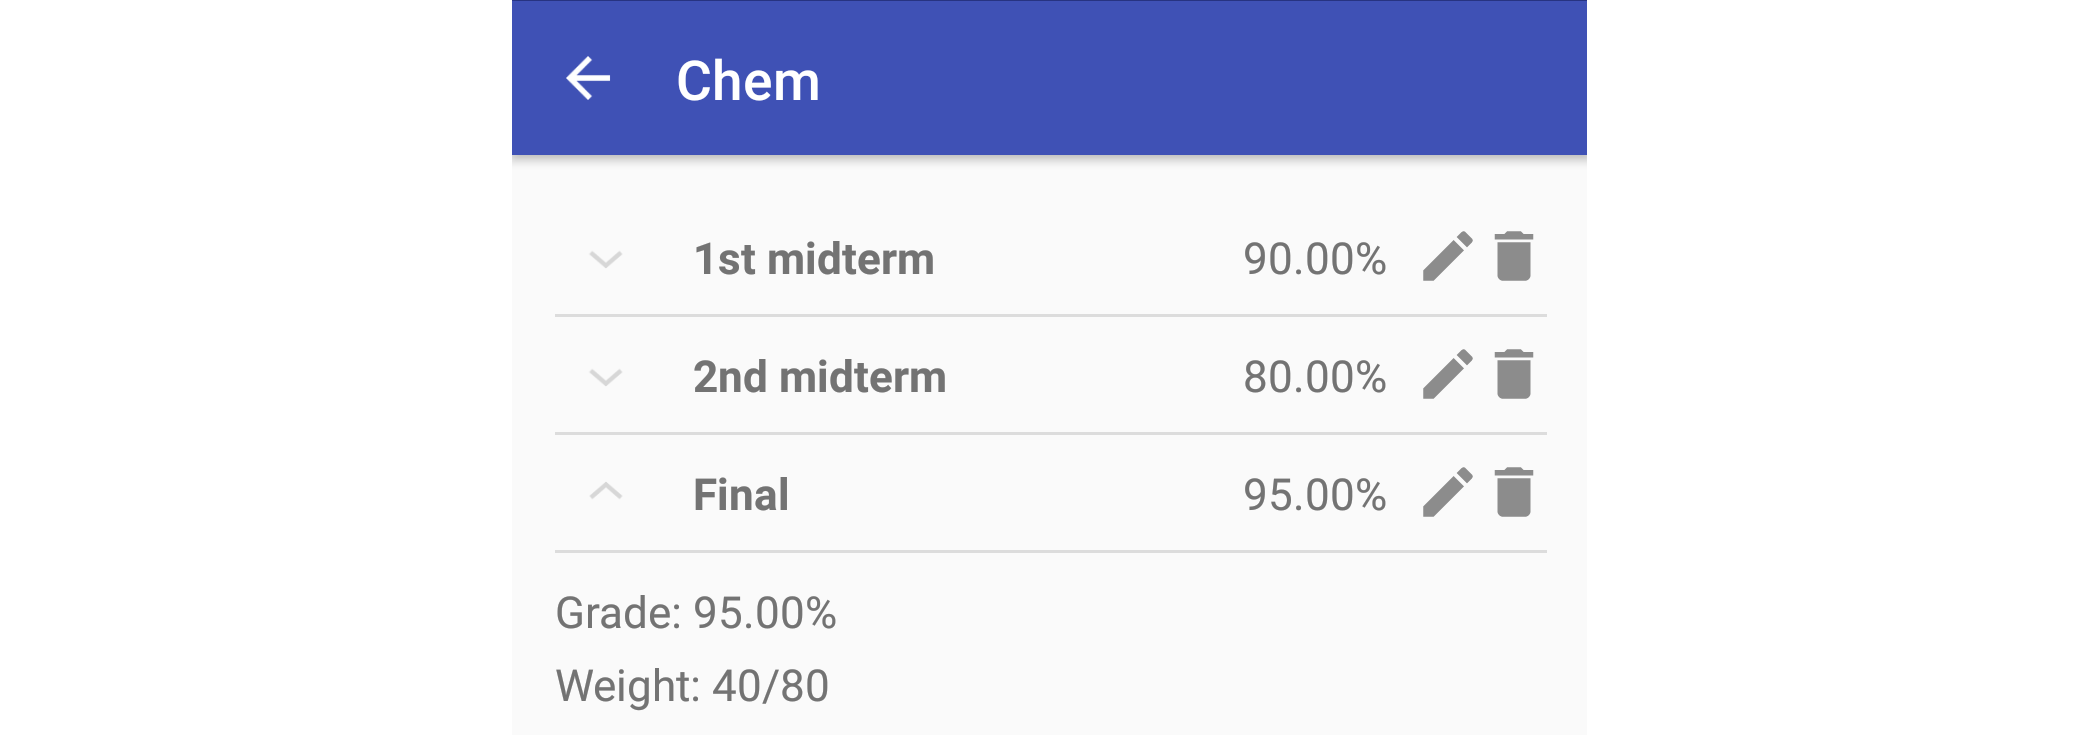 Chem
1st midterm 90.00%
2nd midterm 80.00%
Final 95.00%
Grade: 95.00%
Weight: 40/80